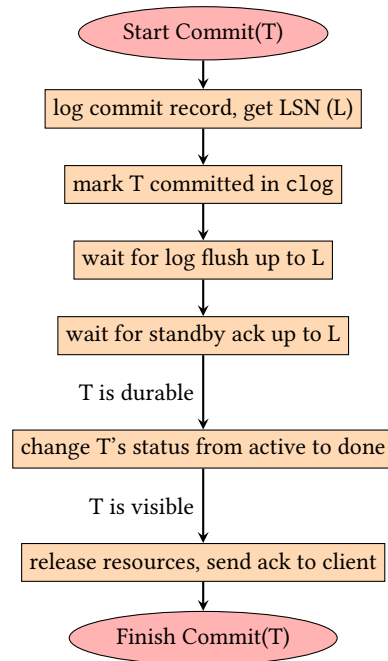 Start Commit(T)
log commit record, get LSN (L)
mark T committed in clog
wait for log flush up to L
wait for standby ack up to L
T is durable
change T's status from active to done
T is visible
release resources, send ack to client
Finish Commit(T)